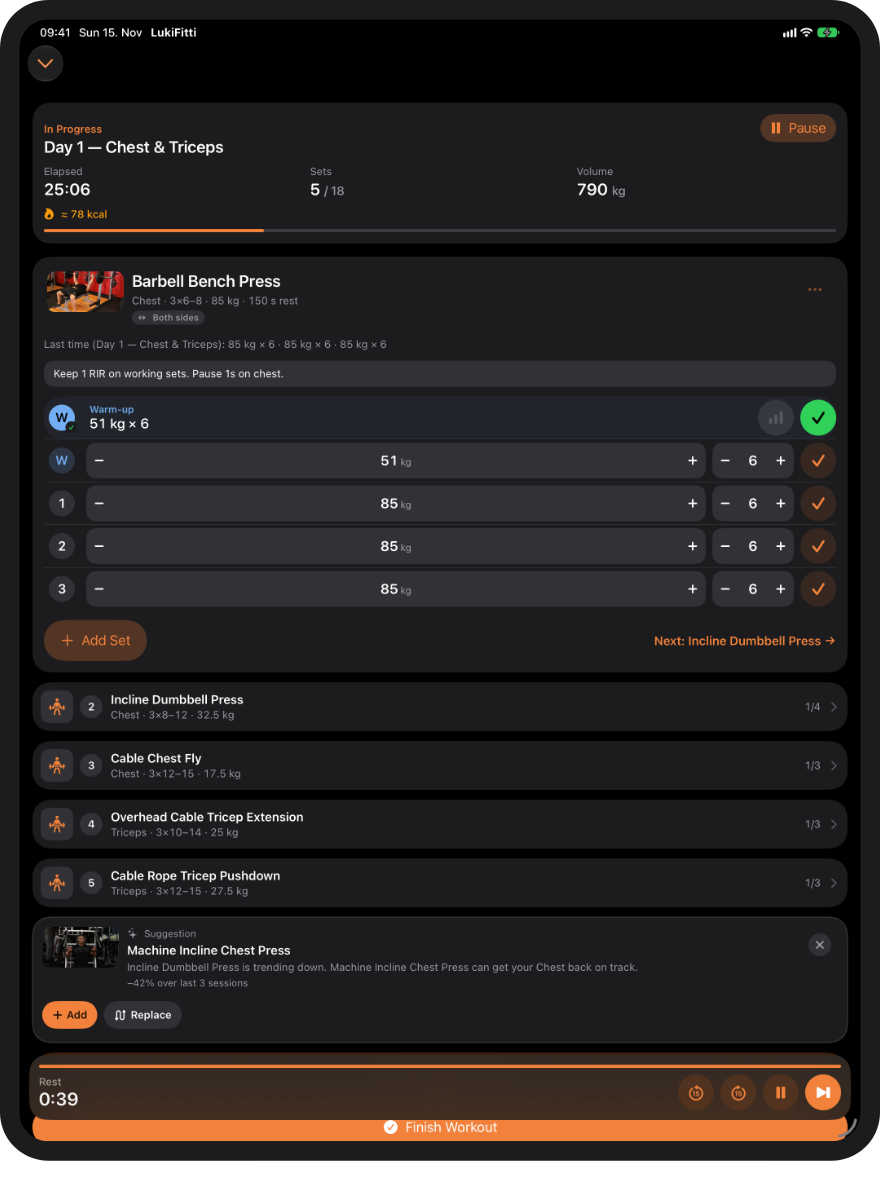 09:41 Sun 15. Nov LukiFitti
In Progress
Pause
Day 1 — Chest & Triceps
Elapsed Sets Volume
25:06 5 / 18 790 kg
≈ 78 kcal
Barbell Bench Press
Chest · 3×6–8 · 85 kg · 150 s rest
Both sides
Last time (Day 1 — Chest & Triceps): 85 kg × 6 · 85 kg × 6 · 85 kg × 6
Keep 1 RIR on working sets. Pause 1s on chest.
W Warm-up
51 kg × 6
W − 51 kg + − 6 +
1 − 85 kg + − 6 +
2 − 85 kg + − 6 +
3 − 85 kg + − 6 +
+ Add Set Next: Incline Dumbbell Press →
2 Incline Dumbbell Press
Chest · 3×8–12 · 32.5 kg
1/4
3 Cable Chest Fly
Chest · 3×12–15 · 17.5 kg
1/3
4 Overhead Cable Tricep Extension
Triceps · 3×10–14 · 25 kg
1/3
5 Cable Rope Tricep Pushdown
Triceps · 3×12–15 · 27.5 kg
1/3
Suggestion
Machine Incline Chest Press
Incline Dumbbell Press is trending down. Machine Incline Chest Press can get your Chest back on track.
−42% over last 3 sessions
+ Add Replace
Rest
0:39
15 15
Finish Workout